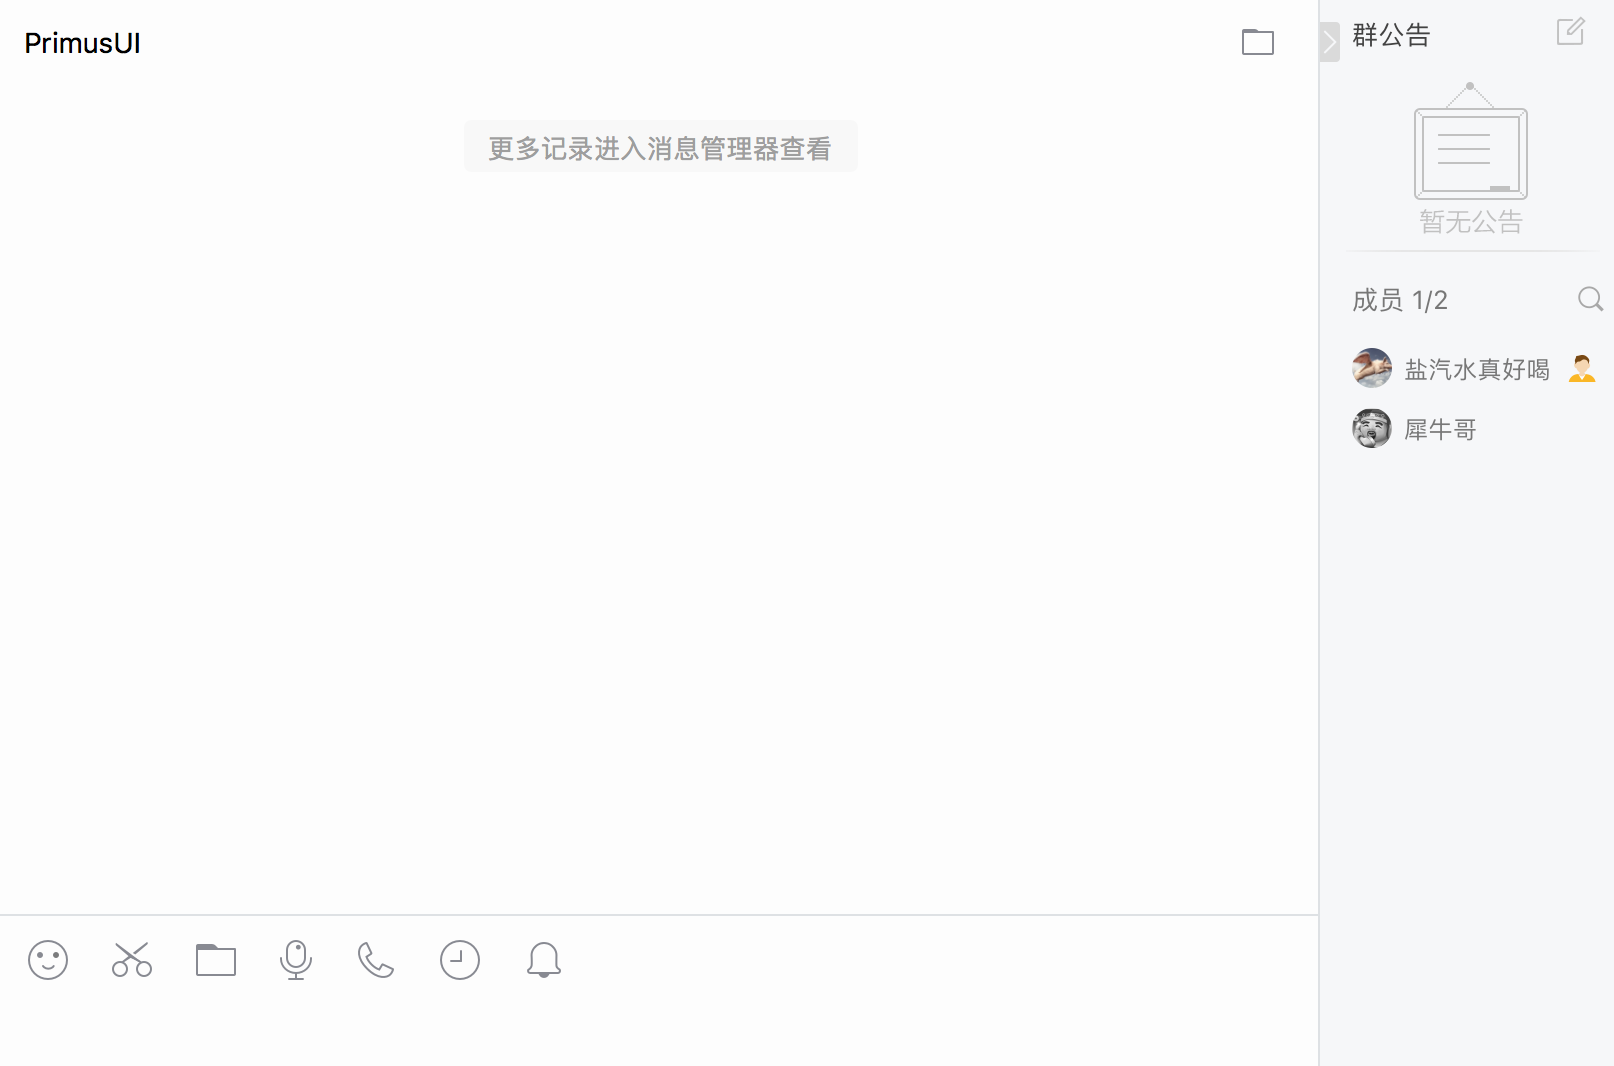 PrimusUI
更多记录进入消息管理器查看
群公告
暂无公告
成员 1/2
盐汽水真好喝
犀牛哥